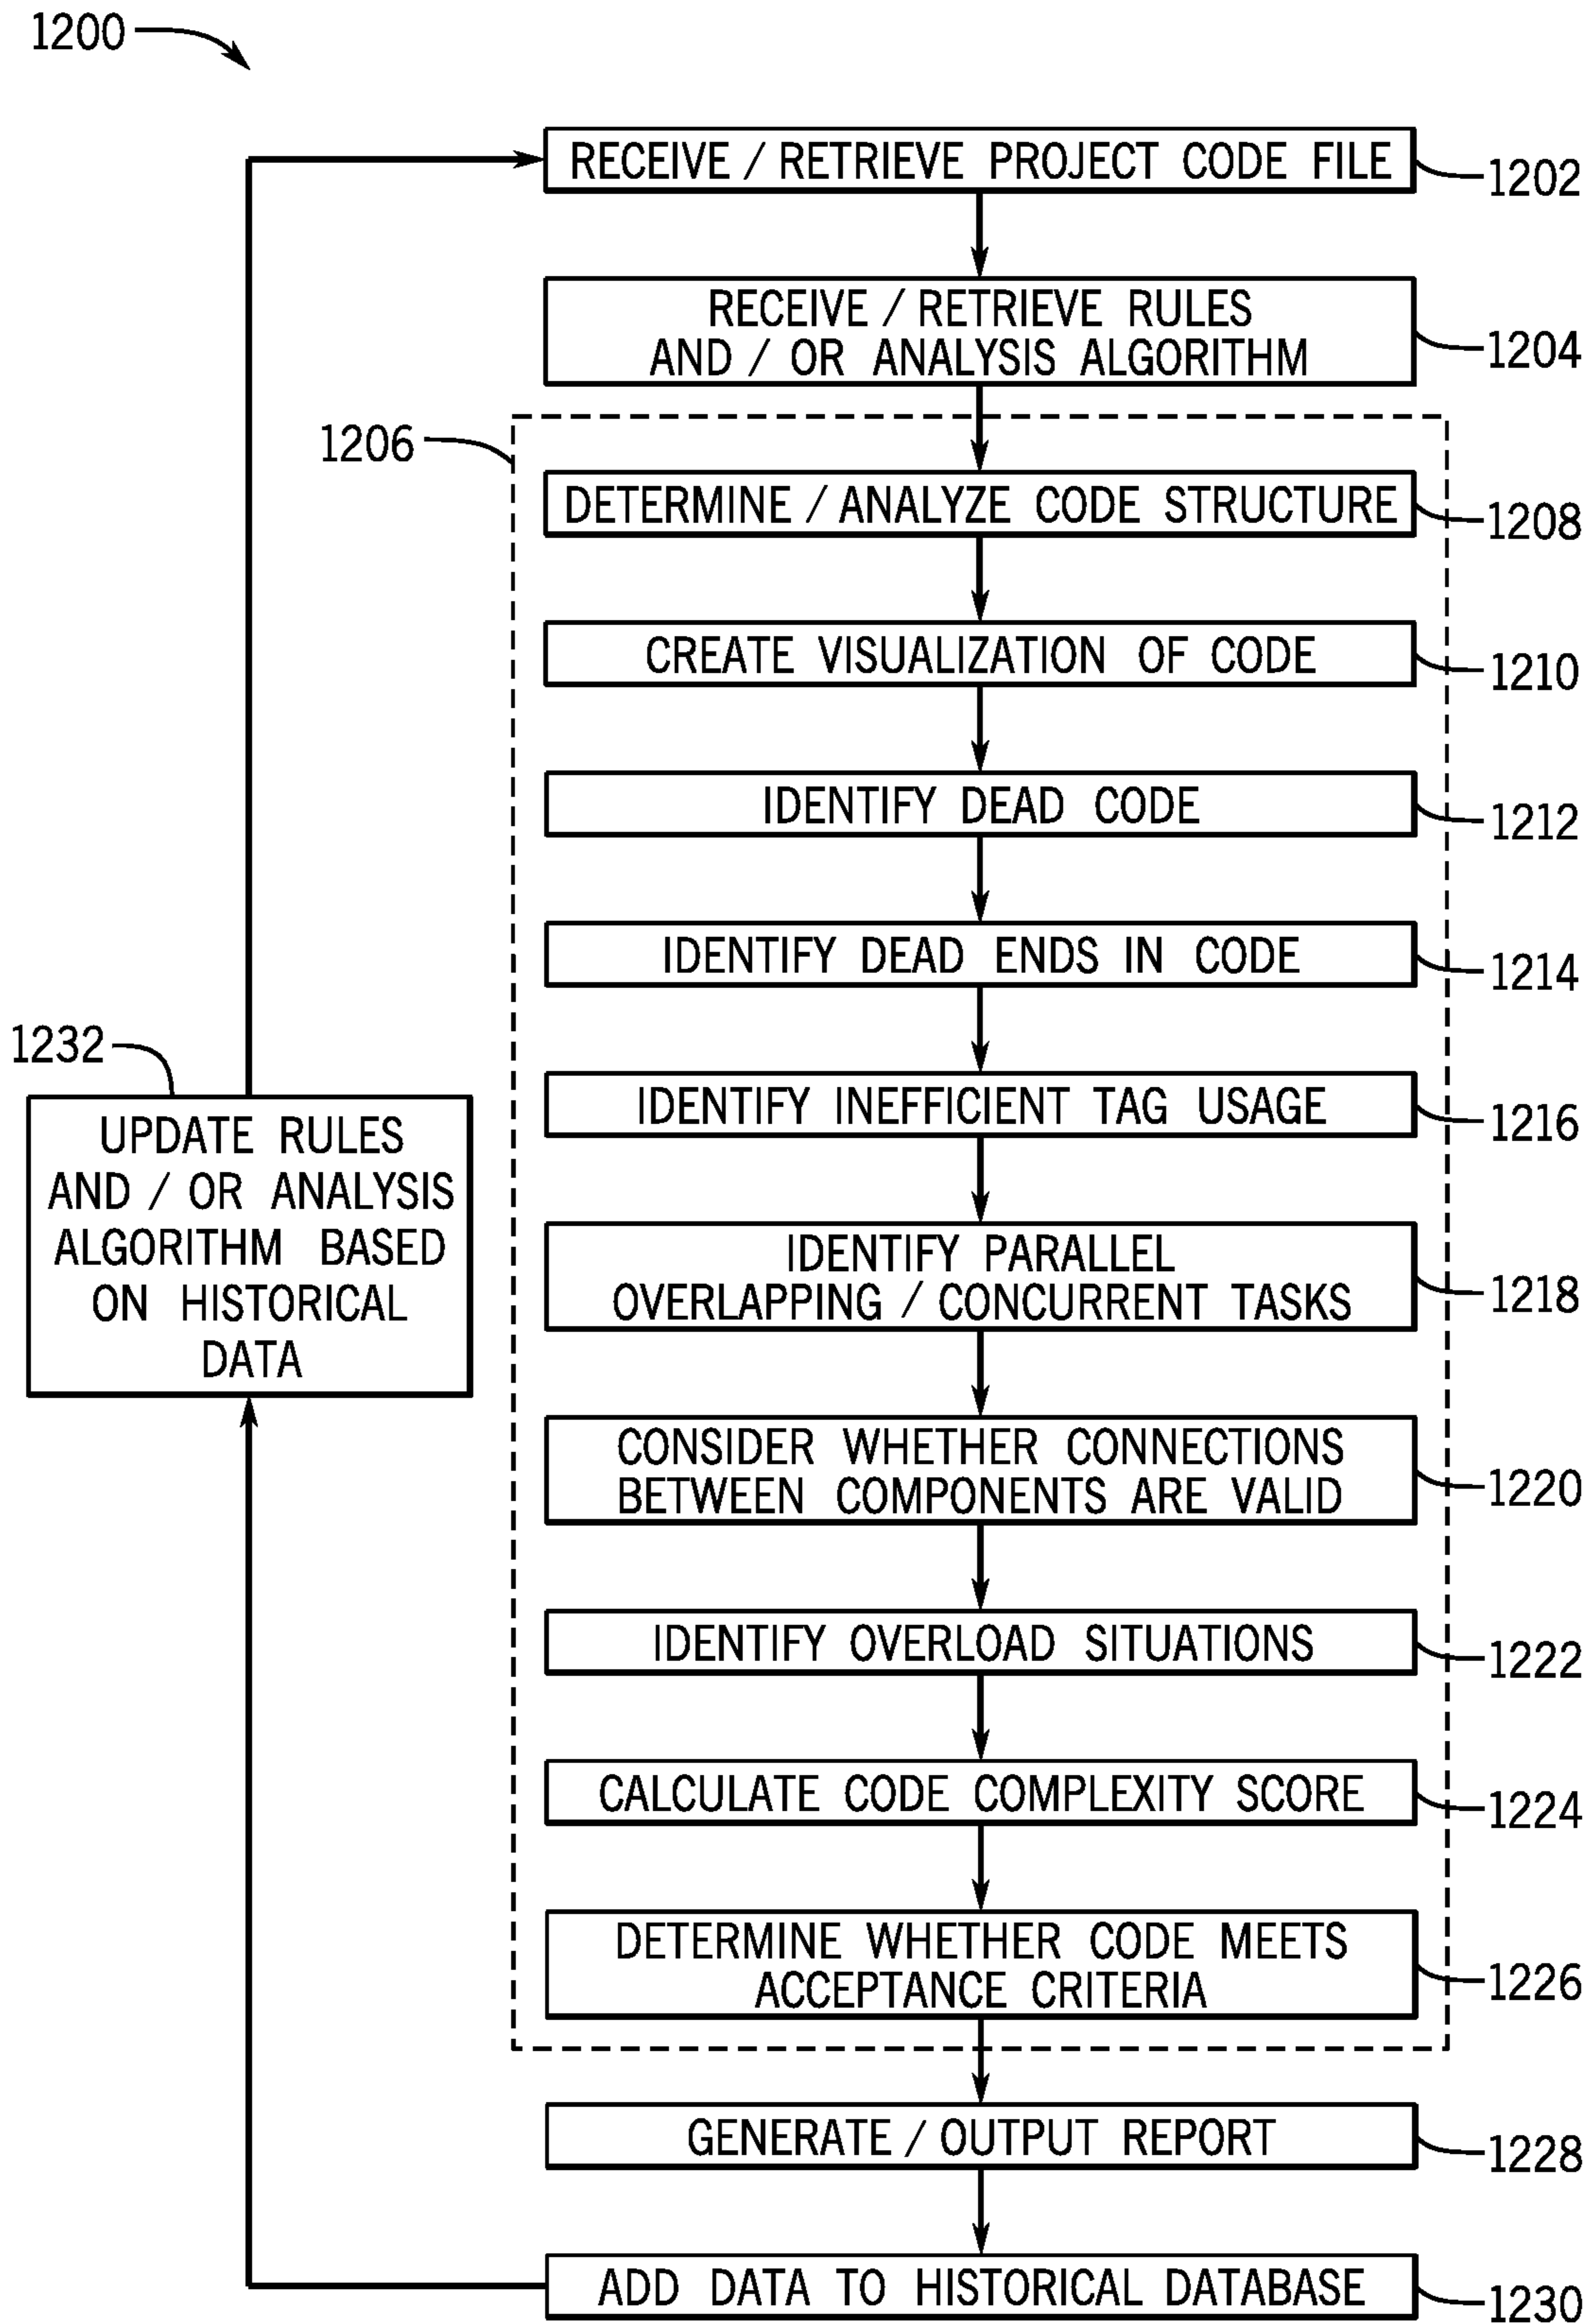 1200
RECEIVE / RETRIEVE PROJECT CODE FILE
1202
RECEIVE / RETRIEVE RULES
AND / OR ANALYSIS ALGORITHM
1204
1206
DETERMINE / ANALYZE CODE STRUCTURE
1208
CREATE VISUALIZATION OF CODE
1210
IDENTIFY DEAD CODE
1212
IDENTIFY DEAD ENDS IN CODE
1214
IDENTIFY INEFFICIENT TAG USAGE
1216
IDENTIFY PARALLEL
OVERLAPPING / CONCURRENT TASKS
1218
CONSIDER WHETHER CONNECTIONS
BETWEEN COMPONENTS ARE VALID
1220
IDENTIFY OVERLOAD SITUATIONS
1222
CALCULATE CODE COMPLEXITY SCORE
1224
DETERMINE WHETHER CODE MEETS
ACCEPTANCE CRITERIA
1226
GENERATE / OUTPUT REPORT
1228
ADD DATA TO HISTORICAL DATABASE
1230
1232
UPDATE RULES
AND / OR ANALYSIS
ALGORITHM BASED
ON HISTORICAL
DATA